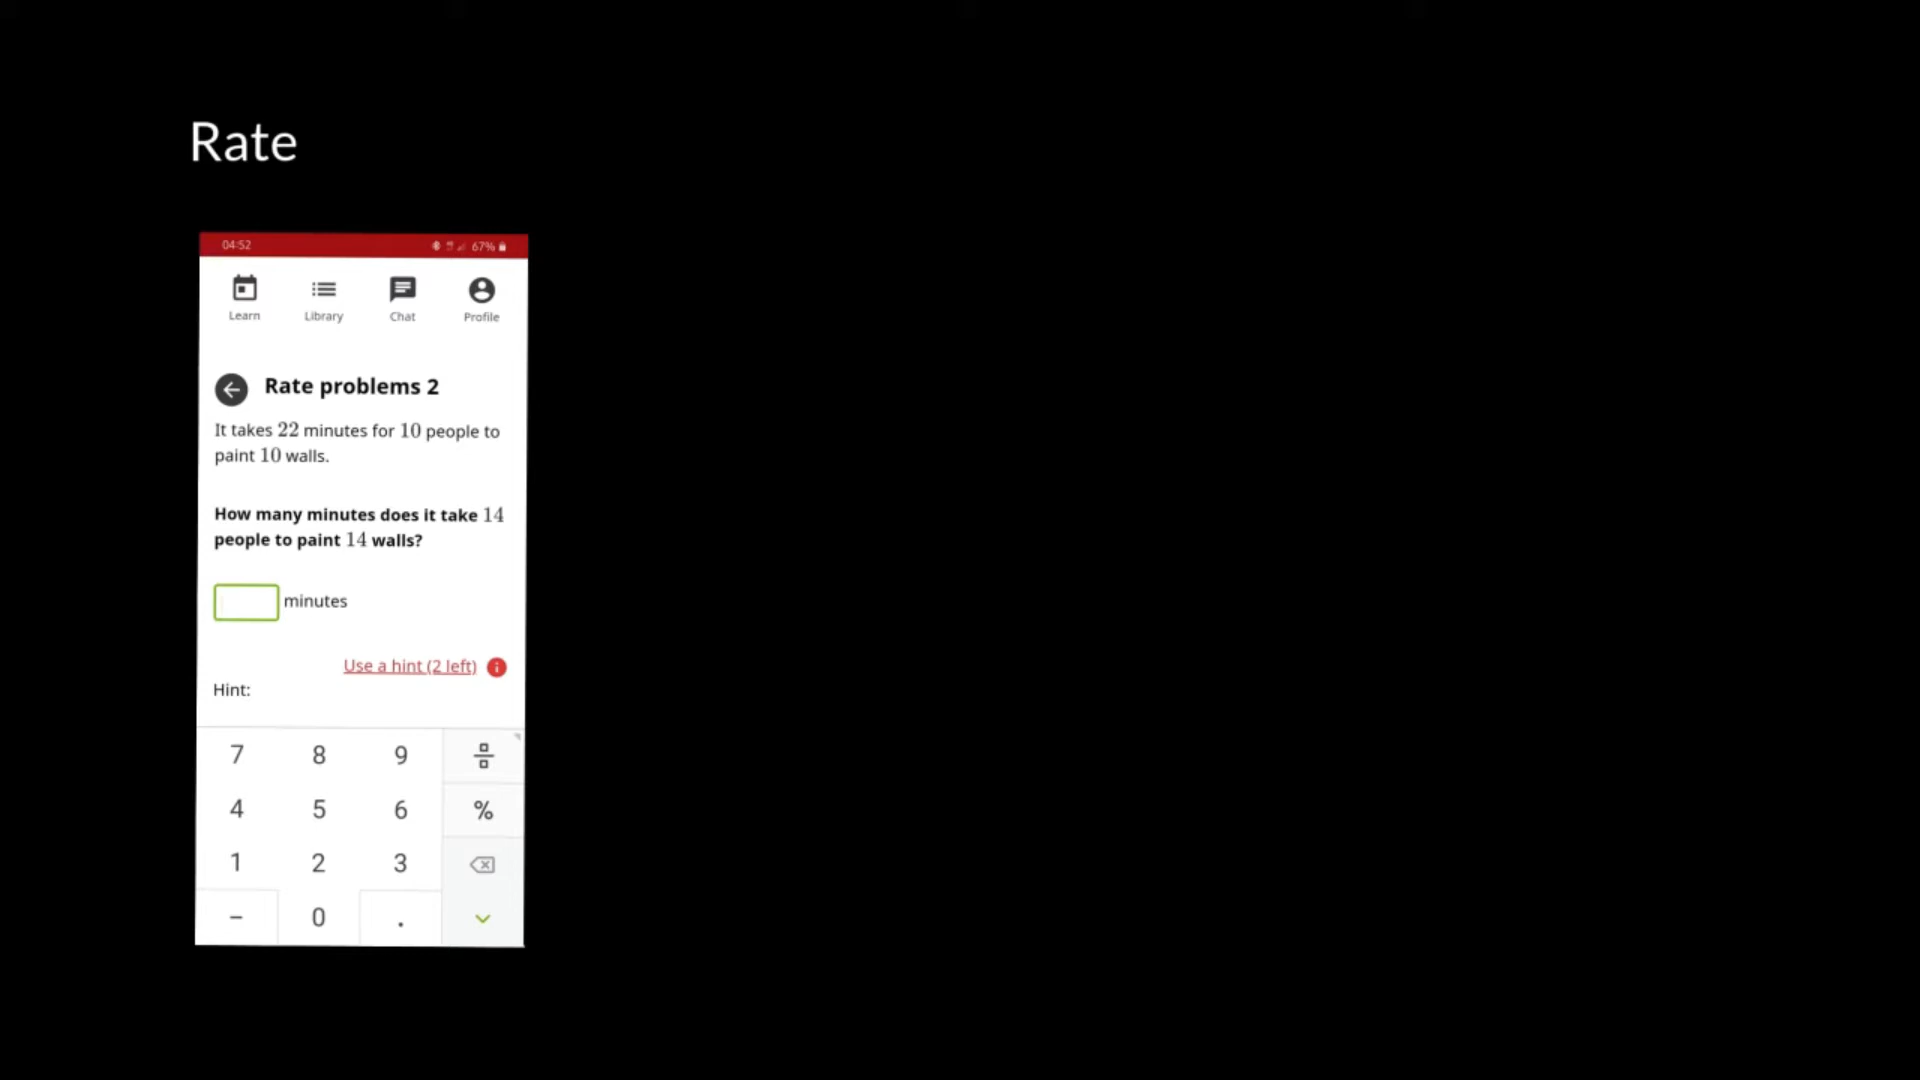 Rate
04:52 67%
Learn Library Chat Profile
Rate problems 2
It takes 22 minutes for 10 people to
paint 10 walls.
How many minutes does it take 14
people to paint 14 walls?
minutes
Use a hint (2 left)
Hint:
7 8 9
4 5 6 %
1 2 3
− 0 .